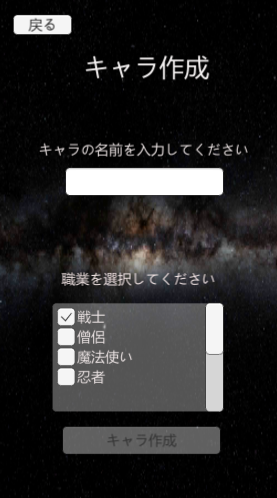 戻る
キャラ作成
キャラの名前を入力してください
職業を選択してください
戦士
僧侶
魔法使い
忍者
キャラ作成